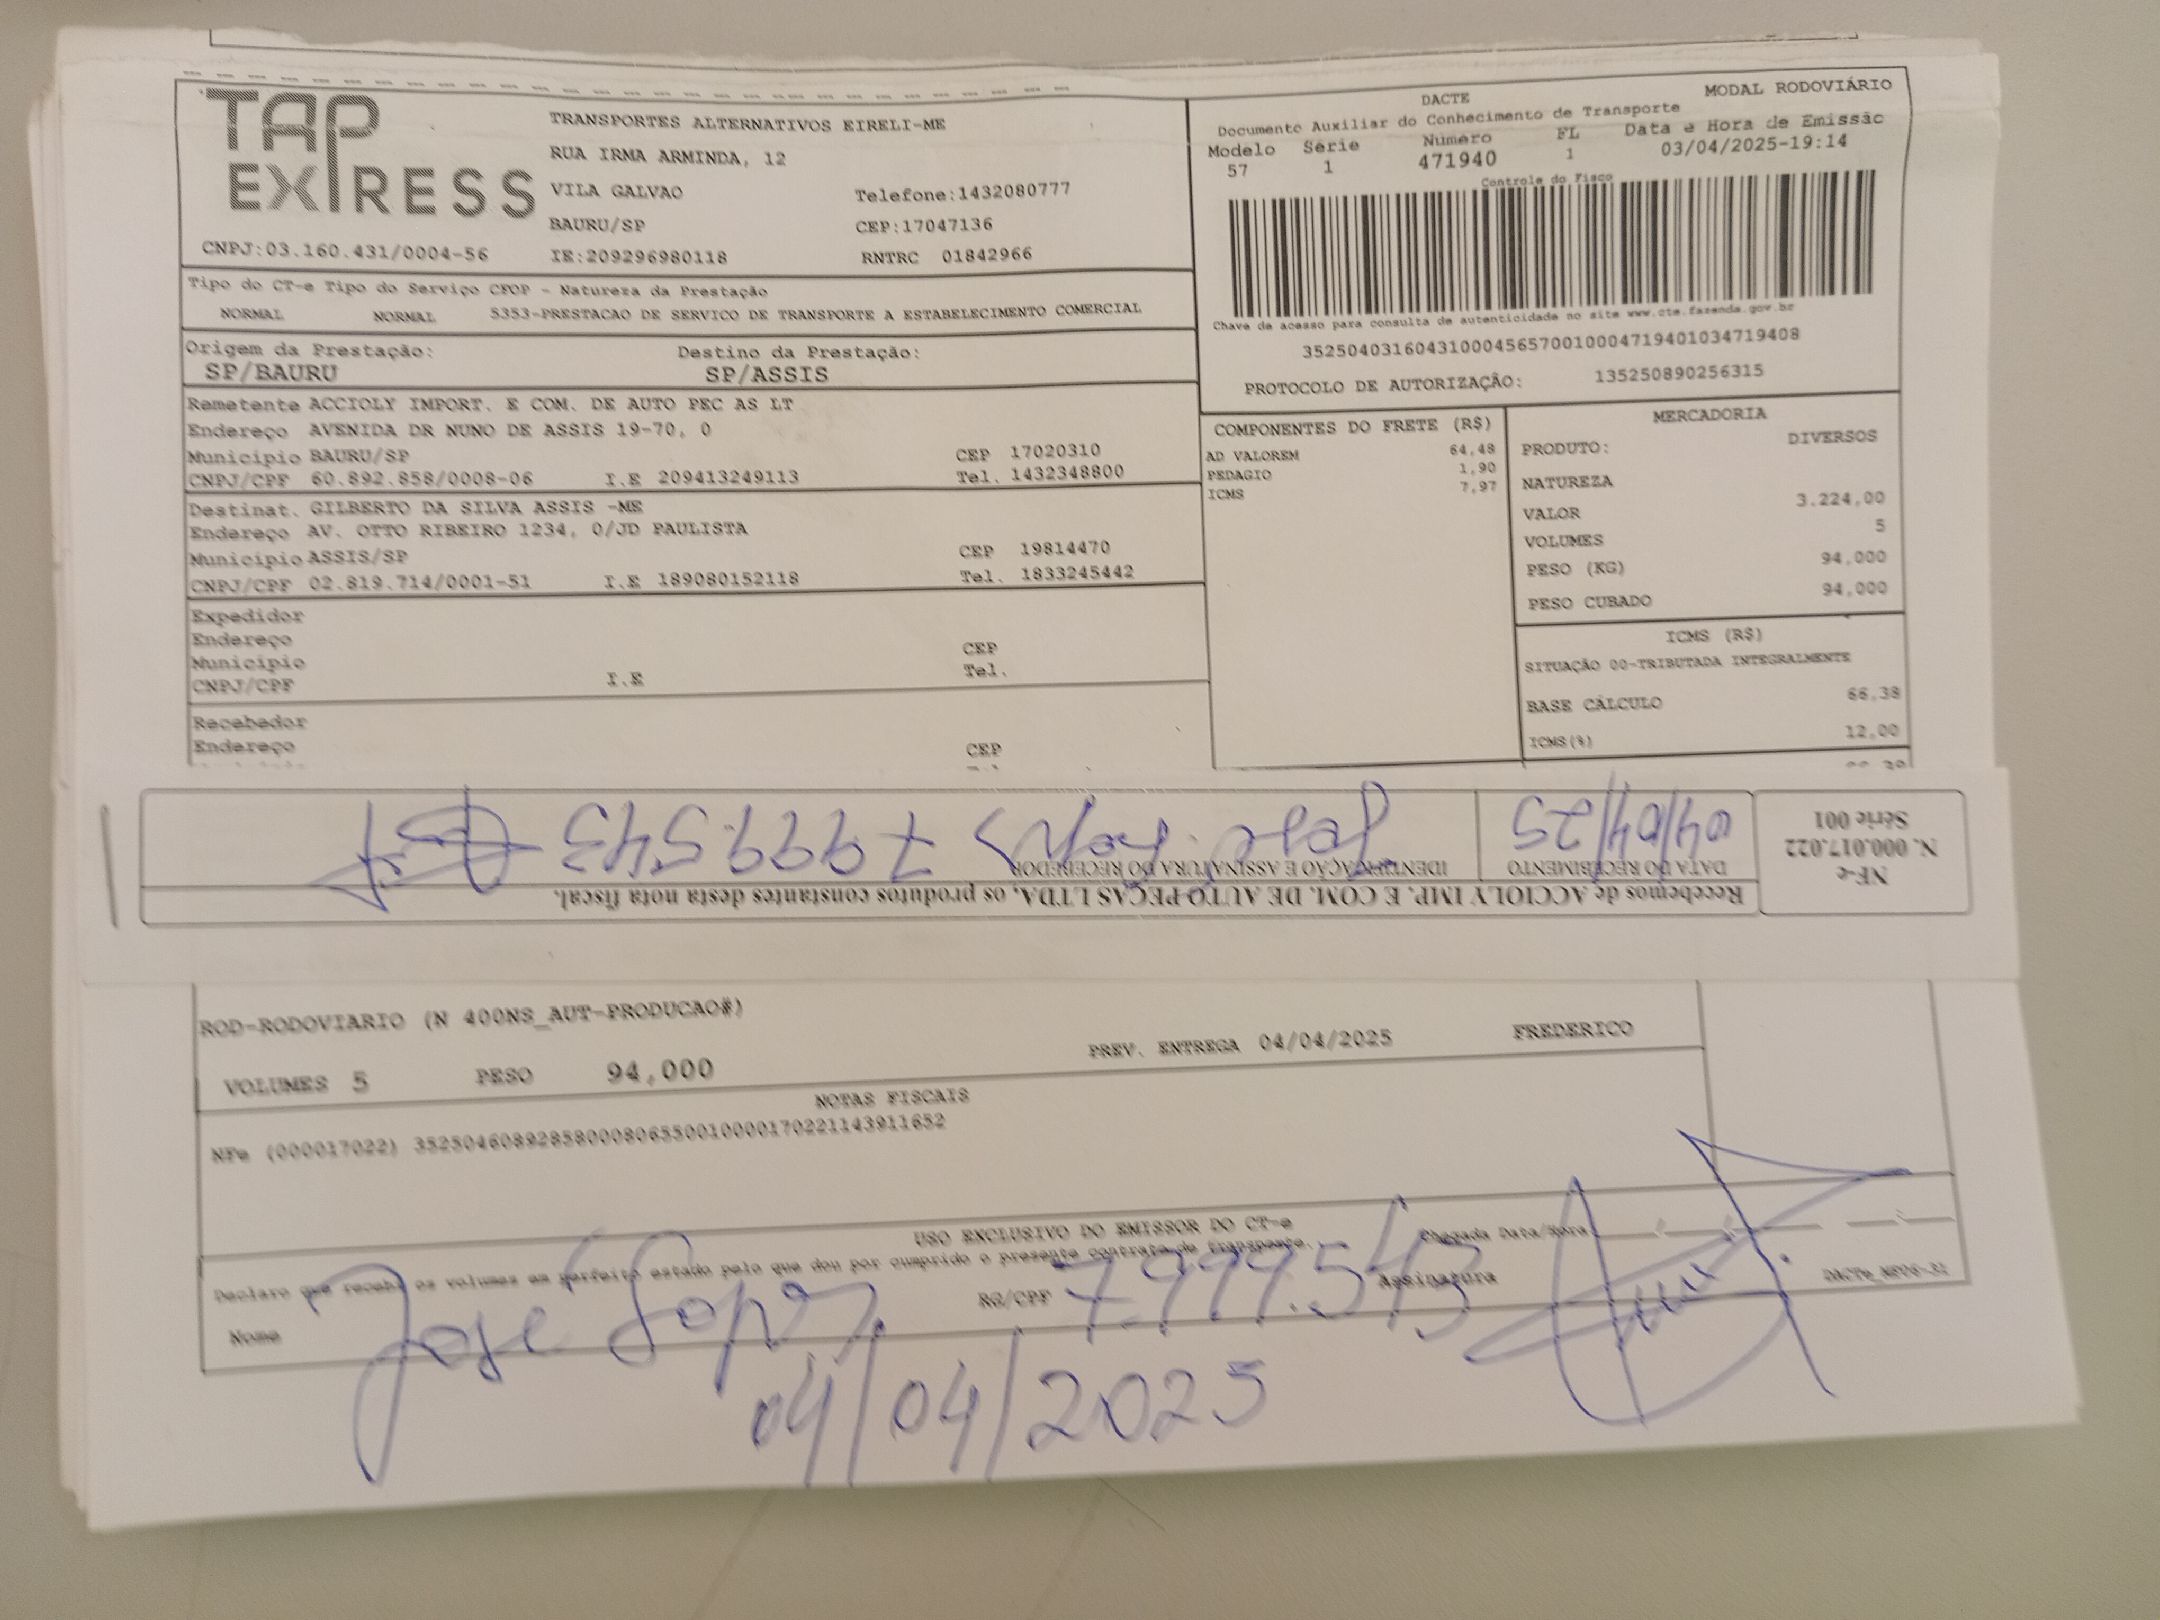 TAP EXPRESS
TRANSPORTES ALTERNATIVOS EIRELI-ME
RUA IRMA ARMINDA, 12
VILA GALVAO Telefone:1432080777
BAURU/SP CEP:17047136
CNPJ:03.160.431/0004-56 IE:209296980118 RNTRC 01842966
MODAL RODOVIÁRIO
DACTE
Documento Auxiliar do Conhecimento de Transporte
Modelo Série Número FL Data e Hora de Emissão
57 1 471940 1 03/04/2025-19:14
Controle do Fisco
Chave de acesso para consulta de autenticidade no site www.cte.fazenda.gov.br
35250403160431000456570010004719401034719408
PROTOCOLO DE AUTORIZAÇÃO: 135250890256315
Tipo do CT-e Tipo do Serviço CFOP - Natureza da Prestação
NORMAL NORMAL 5353-PRESTACAO DE SERVICO DE TRANSPORTE A ESTABELECIMENTO COMERCIAL
Origem da Prestação: Destino da Prestação:
SP/BAURU SP/ASSIS
Remetente ACCIOLY IMPORT. E COM. DE AUTO PEC AS LT
Endereço AVENIDA DR NUNO DE ASSIS 19-70, 0
Município BAURU/SP CEP 17020310
CNPJ/CPF 60.892.858/0008-06 I.E 209413249113 Tel. 1432348800
Destinat. GILBERTO DA SILVA ASSIS -ME
Endereço AV. OTTO RIBEIRO 1234, 0/JD PAULISTA
Município ASSIS/SP CEP 19814470
CNPJ/CPF 02.819.714/0001-51 I.E 189080152118 Tel. 1833245442
Expedidor
Endereço
Município CEP
CNPJ/CPF I.E Tel.
Recebedor
Endereço CEP
COMPONENTES DO FRETE (R$)
AD VALOREM 64,48
PEDAGIO 1,90
ICMS 7,97
MERCADORIA
PRODUTO: DIVERSOS
NATUREZA
VALOR 3.224,00
VOLUMES 5
PESO (KG) 94,000
PESO CUBADO 94,000
ICMS (R$)
SITUAÇÃO 00-TRIBUTADA INTEGRALMENTE
BASE CÁLCULO 66,38
ICMS(%) 12,00
Recebemos de ACCIOLY IMP. E COM. DE AUTO PEÇAS LTDA, os produtos constantes desta nota fiscal.
NF-e
N. 000.017.022
Série 001
DATA DO RECEBIMENTO IDENTIFICAÇÃO E ASSINATURA DO RECEBEDOR
04/04/25 José Lopes 7.999.543
ROD-RODOVIARIO (N 400NS_AUT-PRODUCAO#)
VOLUMES 5 PESO 94,000 PREV. ENTREGA 04/04/2025 FREDERICO
NOTAS FISCAIS
NFe (000017022) 35250460892858000806550010000170221143911652
USO EXCLUSIVO DO EMISSOR DO CT-e
Declaro que recebi os volumes em perfeito estado pelo que dou por cumprido o presente contrato de transporte. Chegada Data/Hora
Nome José Lopes RG/CPF 7.999.543 Assinatura
04/04/2025